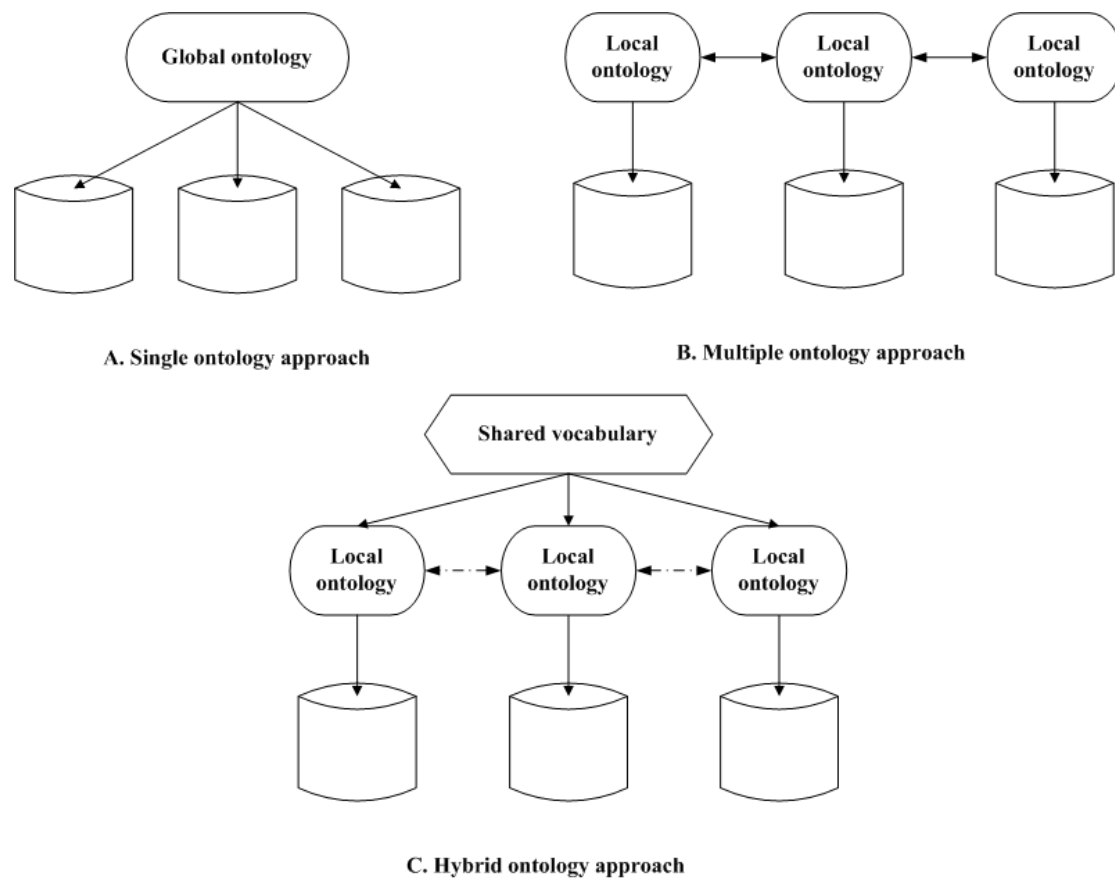 Global ontology
Local
ontology
Local
ontology
Local
ontology
A. Single ontology approach
B. Multiple ontology approach
Shared vocabulary
Local
ontology
Local
ontology
Local
ontology
C. Hybrid ontology approach